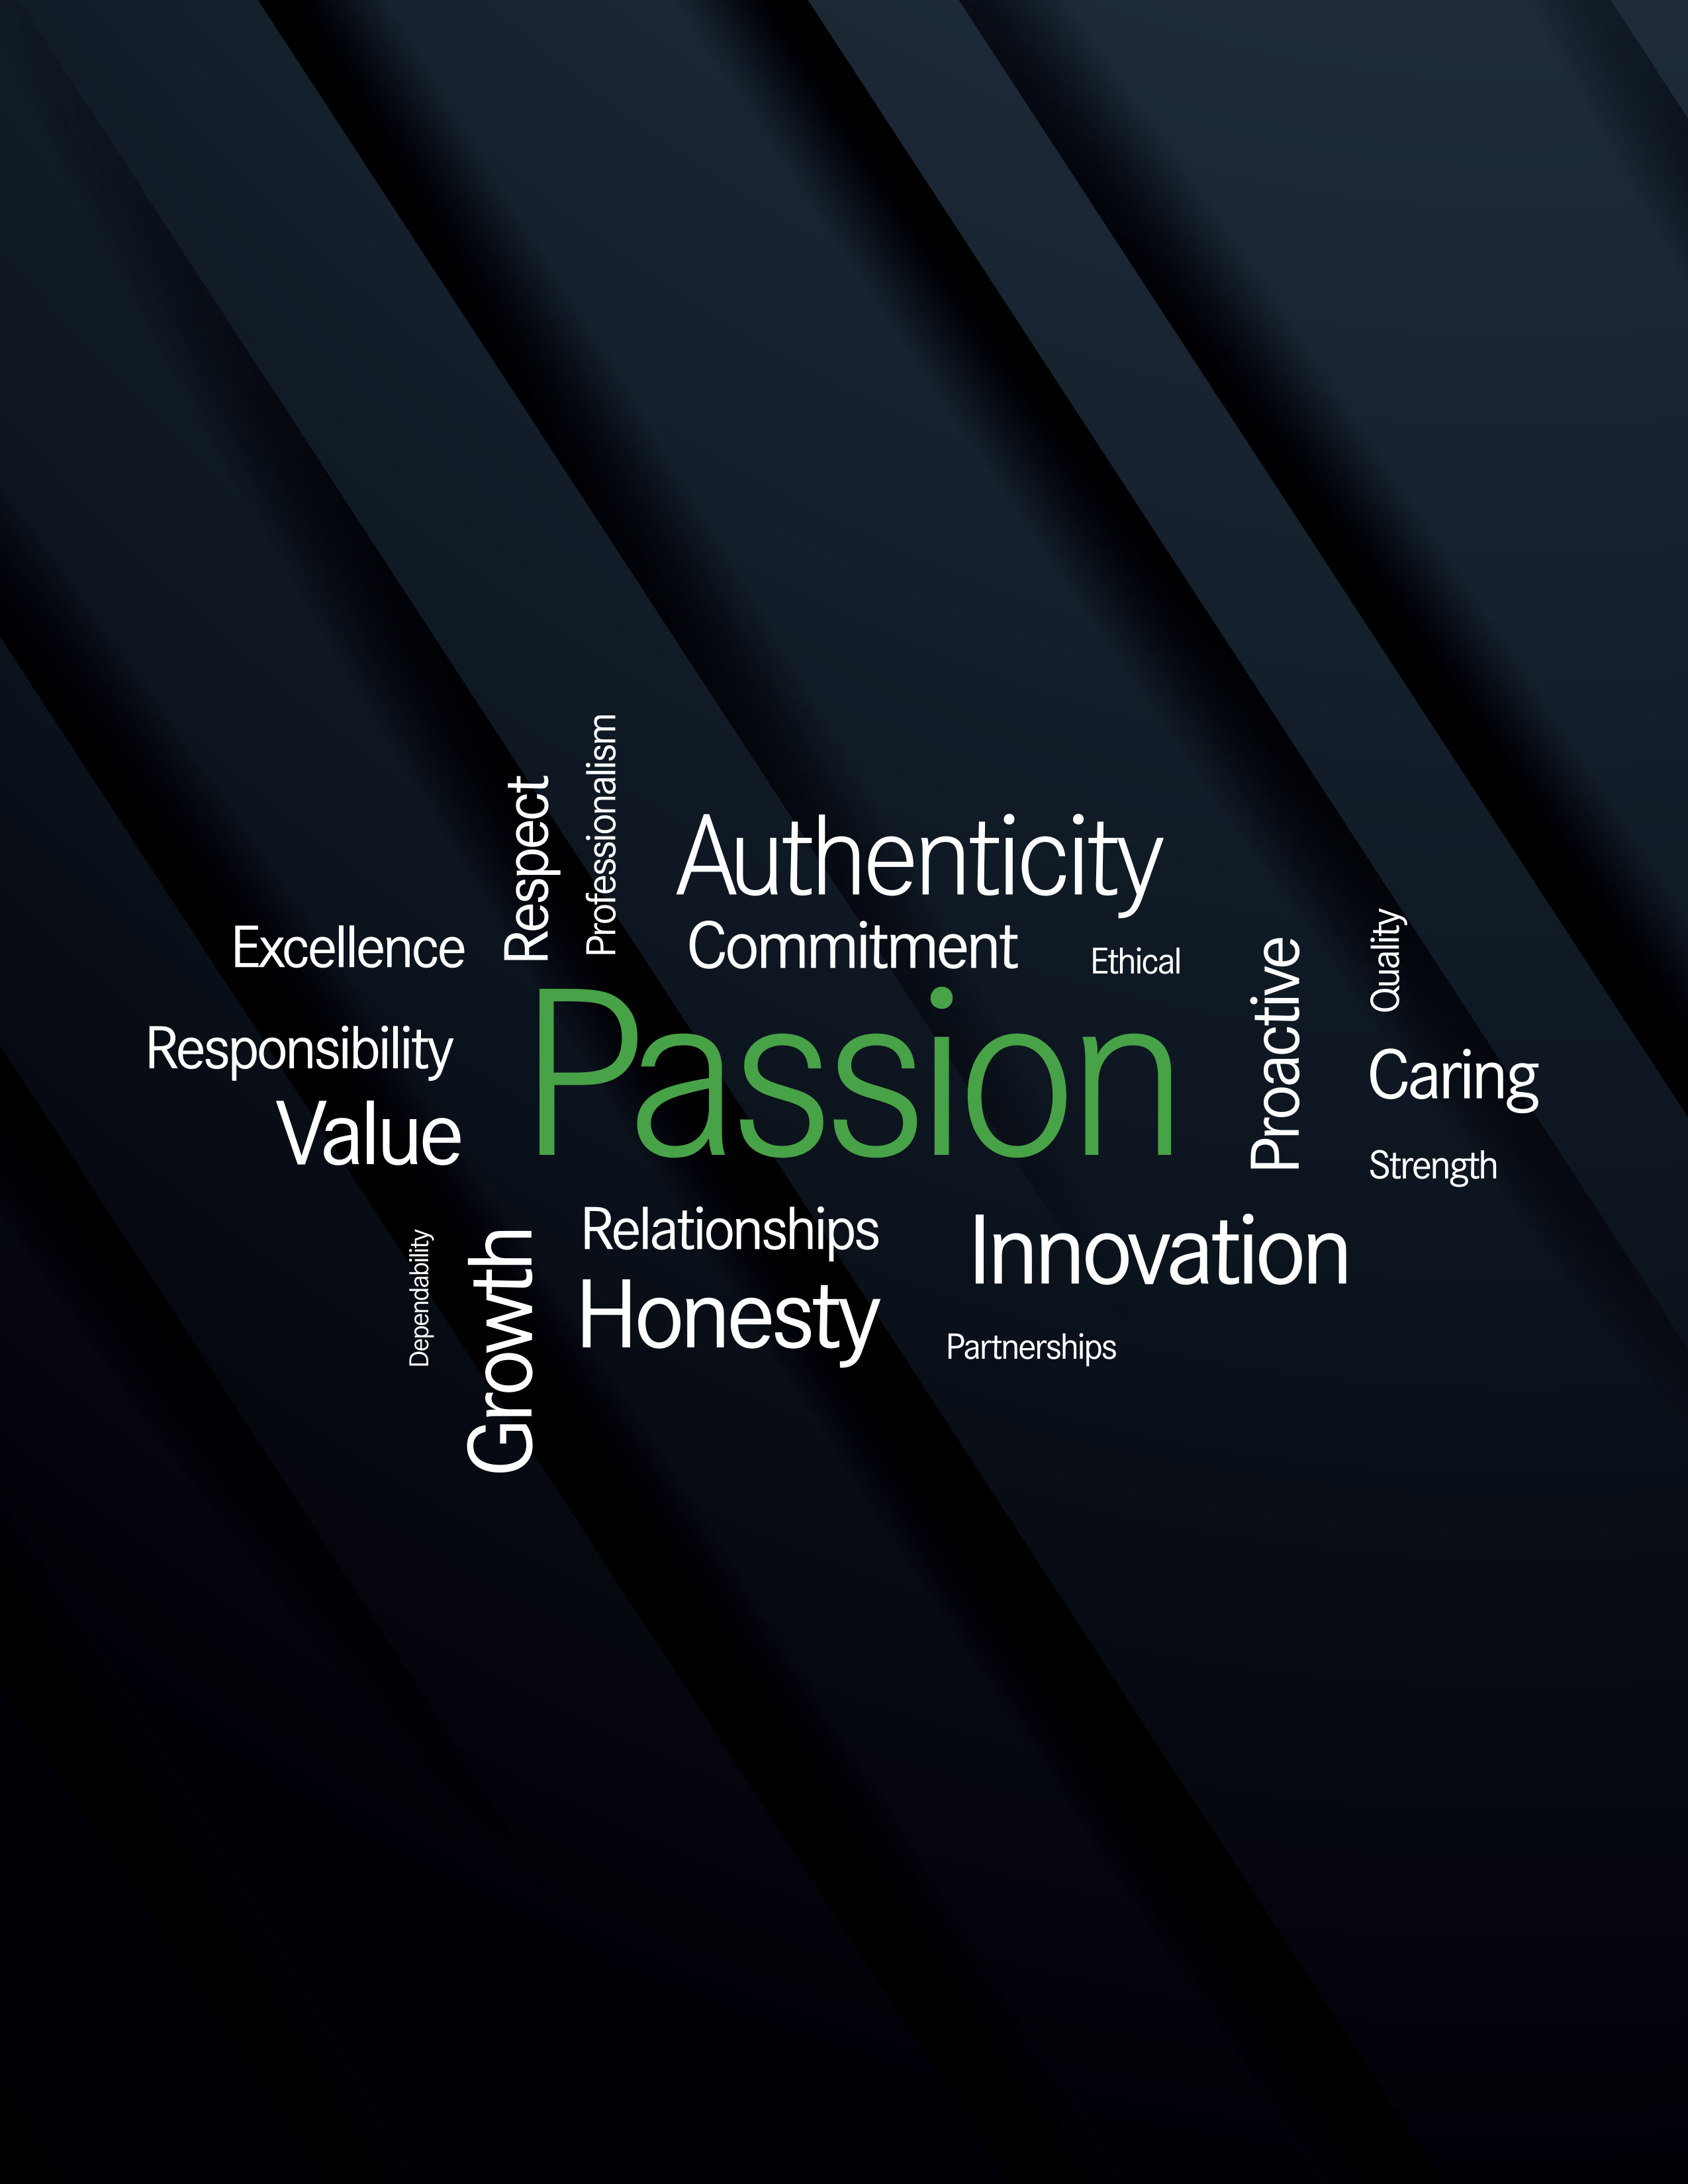 Respect
Professionalism
Authenticity
Excellence
Commitment
Ethical
Quality
Proactive
Responsibility
Passion
Caring
Value
Strength
Dependability
Growth
Relationships
Innovation
Honesty
Partnerships